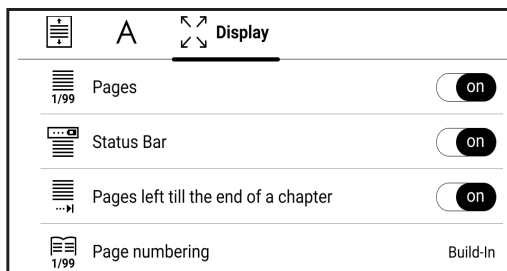 A Display
1/99 Pages on
Status Bar on
Pages left till the end of a chapter on
1/99 Page numbering Build-In